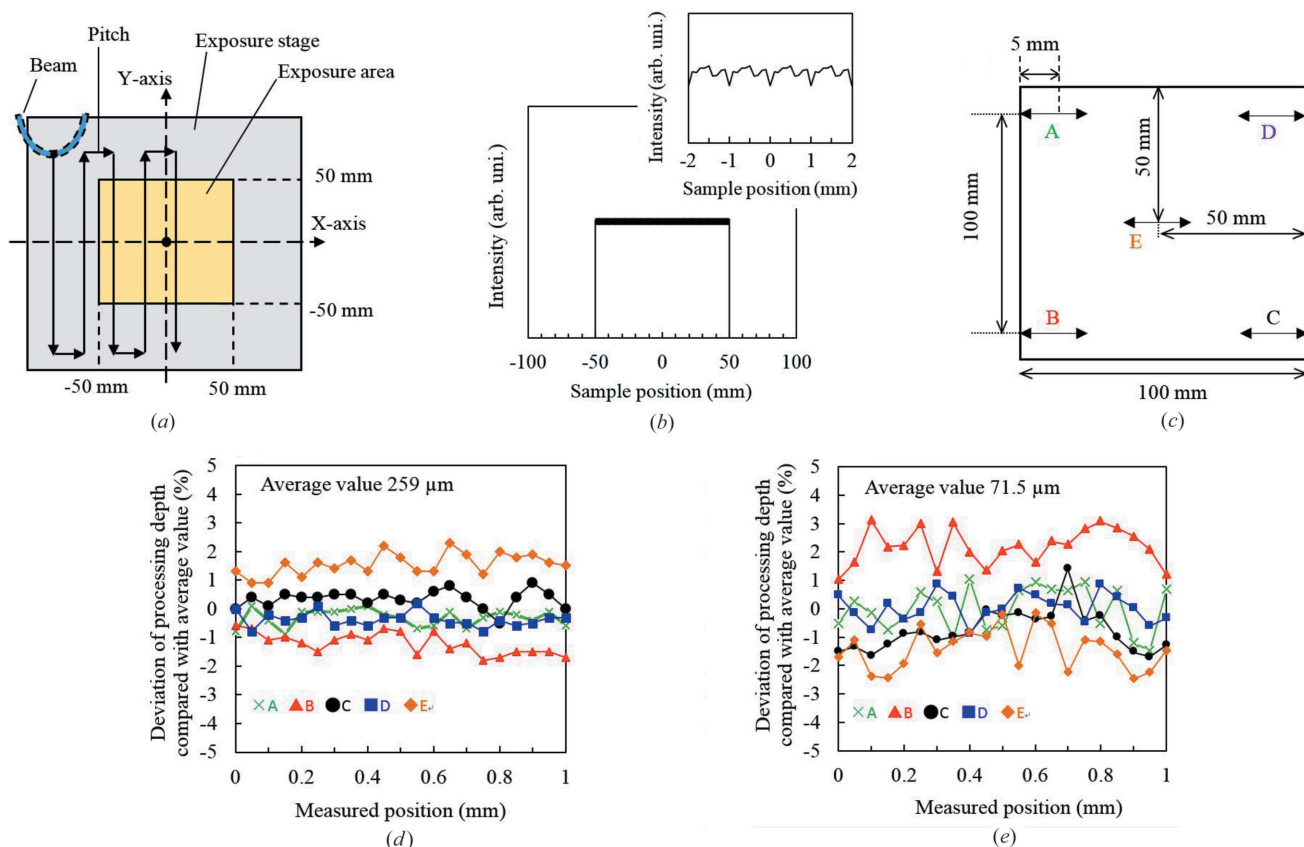 Pitch
Exposure stage
Beam
Y-axis
Exposure area
50 mm
X-axis
-50 mm
-50 mm
50 mm
(a)
Intensity (arb. uni.)
-2
-1
0
1
2
Sample position (mm)
Intensity (arb. uni.)
-100
-50
0
50
100
Sample position (mm)
(b)
5 mm
A
D
50 mm
100 mm
50 mm
E
B
C
100 mm
(c)
Deviation of processing depth
compared with average value (%)
5
4
3
2
1
0
-1
-2
-3
-4
-5
Average value 259 µm
A B C D E
0 0.2 0.4 0.6 0.8 1
Measured position (mm)
(d)
Deviation of processing depth
compared with average value (%)
5
4
3
2
1
0
-1
-2
-3
-4
-5
Average value 71.5 µm
A B C D E
0 0.2 0.4 0.6 0.8 1
Measured position (mm)
(e)